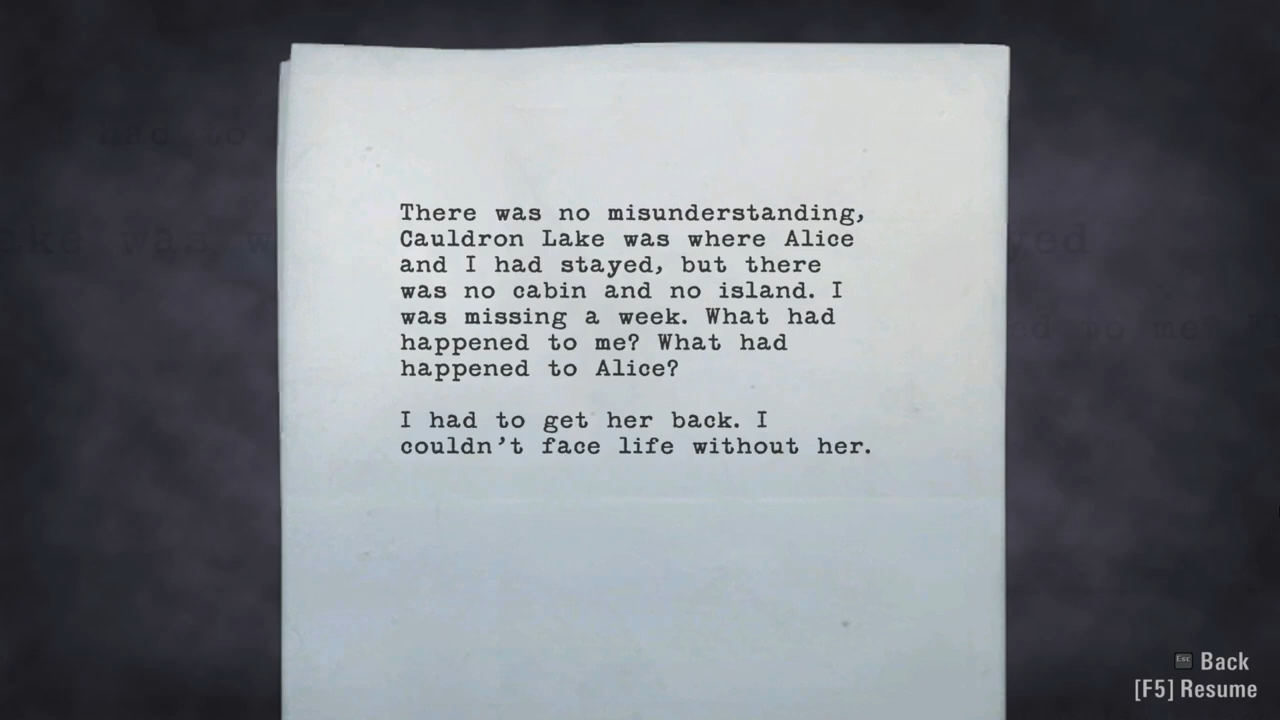 There was no misunderstanding,
Cauldron Lake was where Alice
and I had stayed, but there
was no cabin and no island. I
was missing a week. What had
happened to me? What had
happened to Alice?
I had to get her back. I
couldn't face life without her.
Esc Back
[F5] Resume